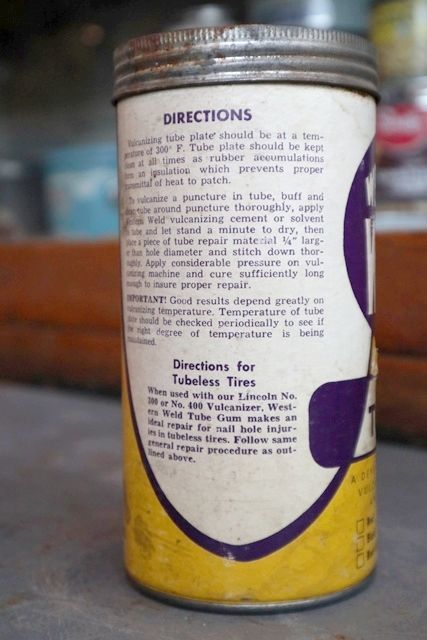 DIRECTIONS
Vulcanizing tube plate should be at a tem-
perature of 300° F. Tube plate should be kept
clean at all times as rubber accumulations
form an insulation which prevents proper
transmittal of heat to patch.
To vulcanize a puncture in tube, buff and
clean tube around puncture thoroughly, apply
Western Weld vulcanizing cement or solvent
to tube and let stand a minute to dry, then
place a piece of tube repair material ¼" larg-
er than hole diameter and stitch down thor-
oughly. Apply considerable pressure on vul-
canizing machine and cure sufficiently long
enough to insure proper repair.
IMPORTANT! Good results depend greatly on
vulcanizing temperature. Temperature of tube
plate should be checked periodically to see if
the right degree of temperature is being
maintained.
Directions for
Tubeless Tires
When used with our Lincoln No.
300 or No. 400 Vulcanizer, West-
ern Weld Tube Gum makes an
ideal repair for nail hole injur-
ies in tubeless tires. Follow same
general repair procedure as out-
lined above.